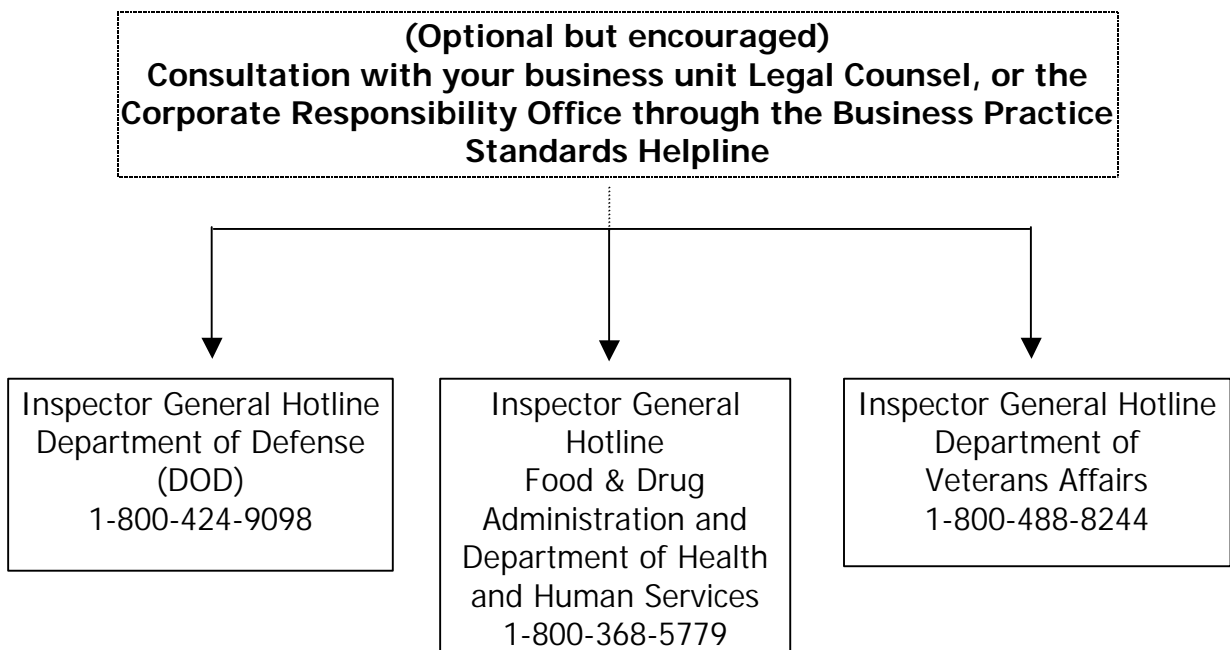 (Optional but encouraged)
Consultation with your business unit Legal Counsel, or the
Corporate Responsibility Office through the Business Practice
Standards Helpline
Inspector General Hotline
Department of Defense
(DOD)
1-800-424-9098
Inspector General
Hotline
Food & Drug
Administration and
Department of Health
and Human Services
1-800-368-5779
Inspector General Hotline
Department of
Veterans Affairs
1-800-488-8244